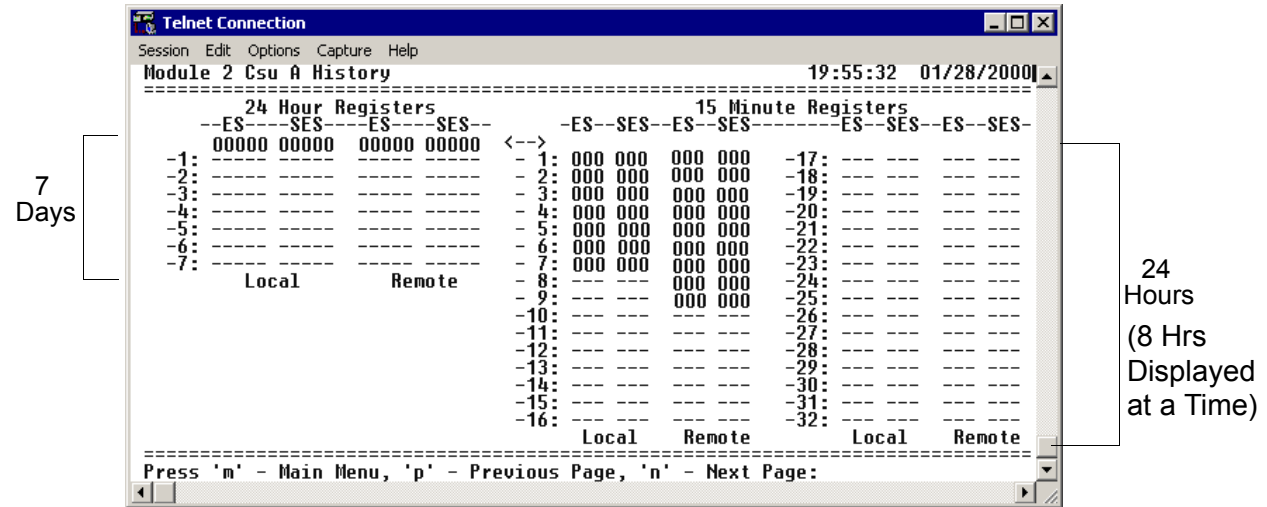 Telnet Connection
Session Edit Options Capture Help
Module 2 Csu A History 19:55:32 01/28/2000
================================================================================
24 Hour Registers 15 Minute Registers
--ES----SES----ES----SES-- -ES--SES--ES--SES--------ES--SES--ES--SES-
00000 00000 00000 00000 <-->
-1: ----- ----- ----- ----- - 1: 000 000 000 000 -17: --- --- --- ---
-2: ----- ----- ----- ----- - 2: 000 000 000 000 -18: --- --- --- ---
-3: ----- ----- ----- ----- - 3: 000 000 000 000 -19: --- --- --- ---
-4: ----- ----- ----- ----- - 4: 000 000 000 000 -20: --- --- --- ---
-5: ----- ----- ----- ----- - 5: 000 000 000 000 -21: --- --- --- ---
-6: ----- ----- ----- ----- - 6: 000 000 000 000 -22: --- --- --- ---
-7: ----- ----- ----- ----- - 7: 000 000 000 000 -23: --- --- --- ---
Local Remote - 8: --- --- 000 000 -24: --- --- --- ---
- 9: --- --- 000 000 -25: --- --- --- ---
-10: --- --- --- --- -26: --- --- --- ---
-11: --- --- --- --- -27: --- --- --- ---
-12: --- --- --- --- -28: --- --- --- ---
-13: --- --- --- --- -29: --- --- --- ---
-14: --- --- --- --- -30: --- --- --- ---
-15: --- --- --- --- -31: --- --- --- ---
-16: --- --- --- --- -32: --- --- --- ---
Local Remote Local Remote
================================================================================
Press 'm' - Main Menu, 'p' - Previous Page, 'n' - Next Page:
7
Days
24
Hours
(8 Hrs
Displayed
at a Time)